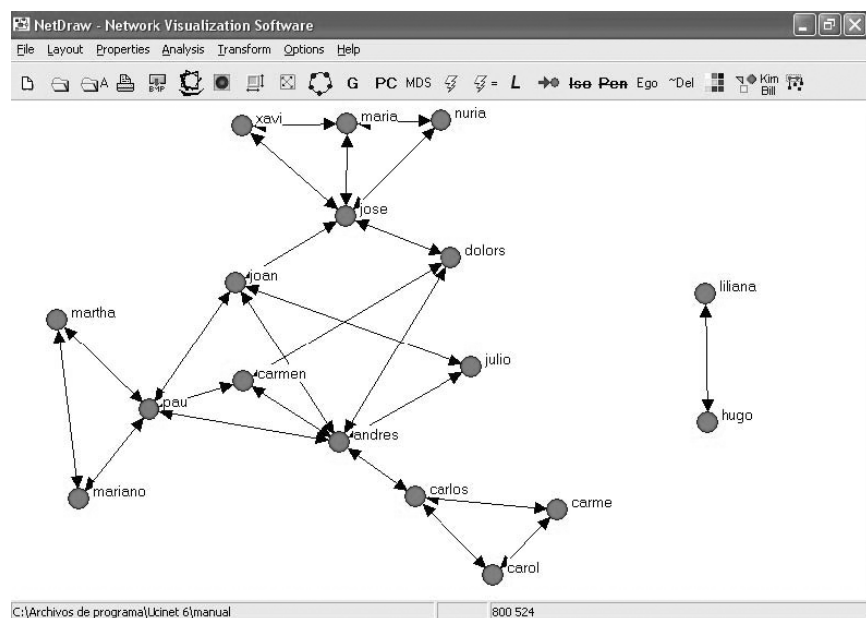 NetDraw - Network Visualization Software
File Layout Properties Analysis Transform Options Help
A BMP G PC MDS = L Iso Pen Ego ~Del Kim Bill
xavi maria nuria
jose
dolors
joan
liliana
martha
julio
carmen
pau
hugo
andres
mariano carlos
carme
carol
C:\Archivos de programa\Ucinet 6\manual 800 524